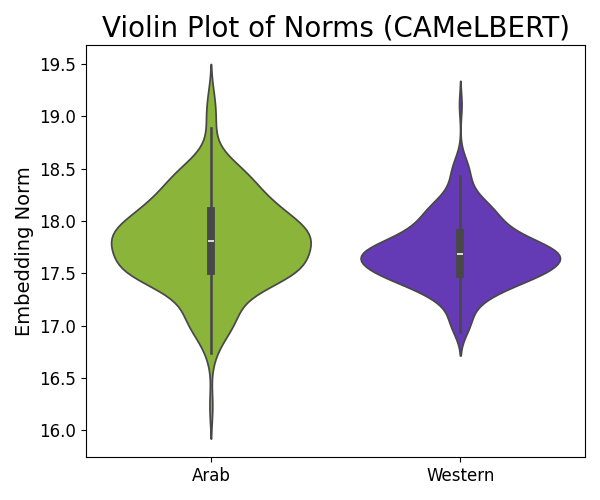 Violin Plot of Norms (CAMeLBERT)
Embedding Norm
19.5
19.0
18.5
18.0
17.5
17.0
16.5
16.0
Arab Western